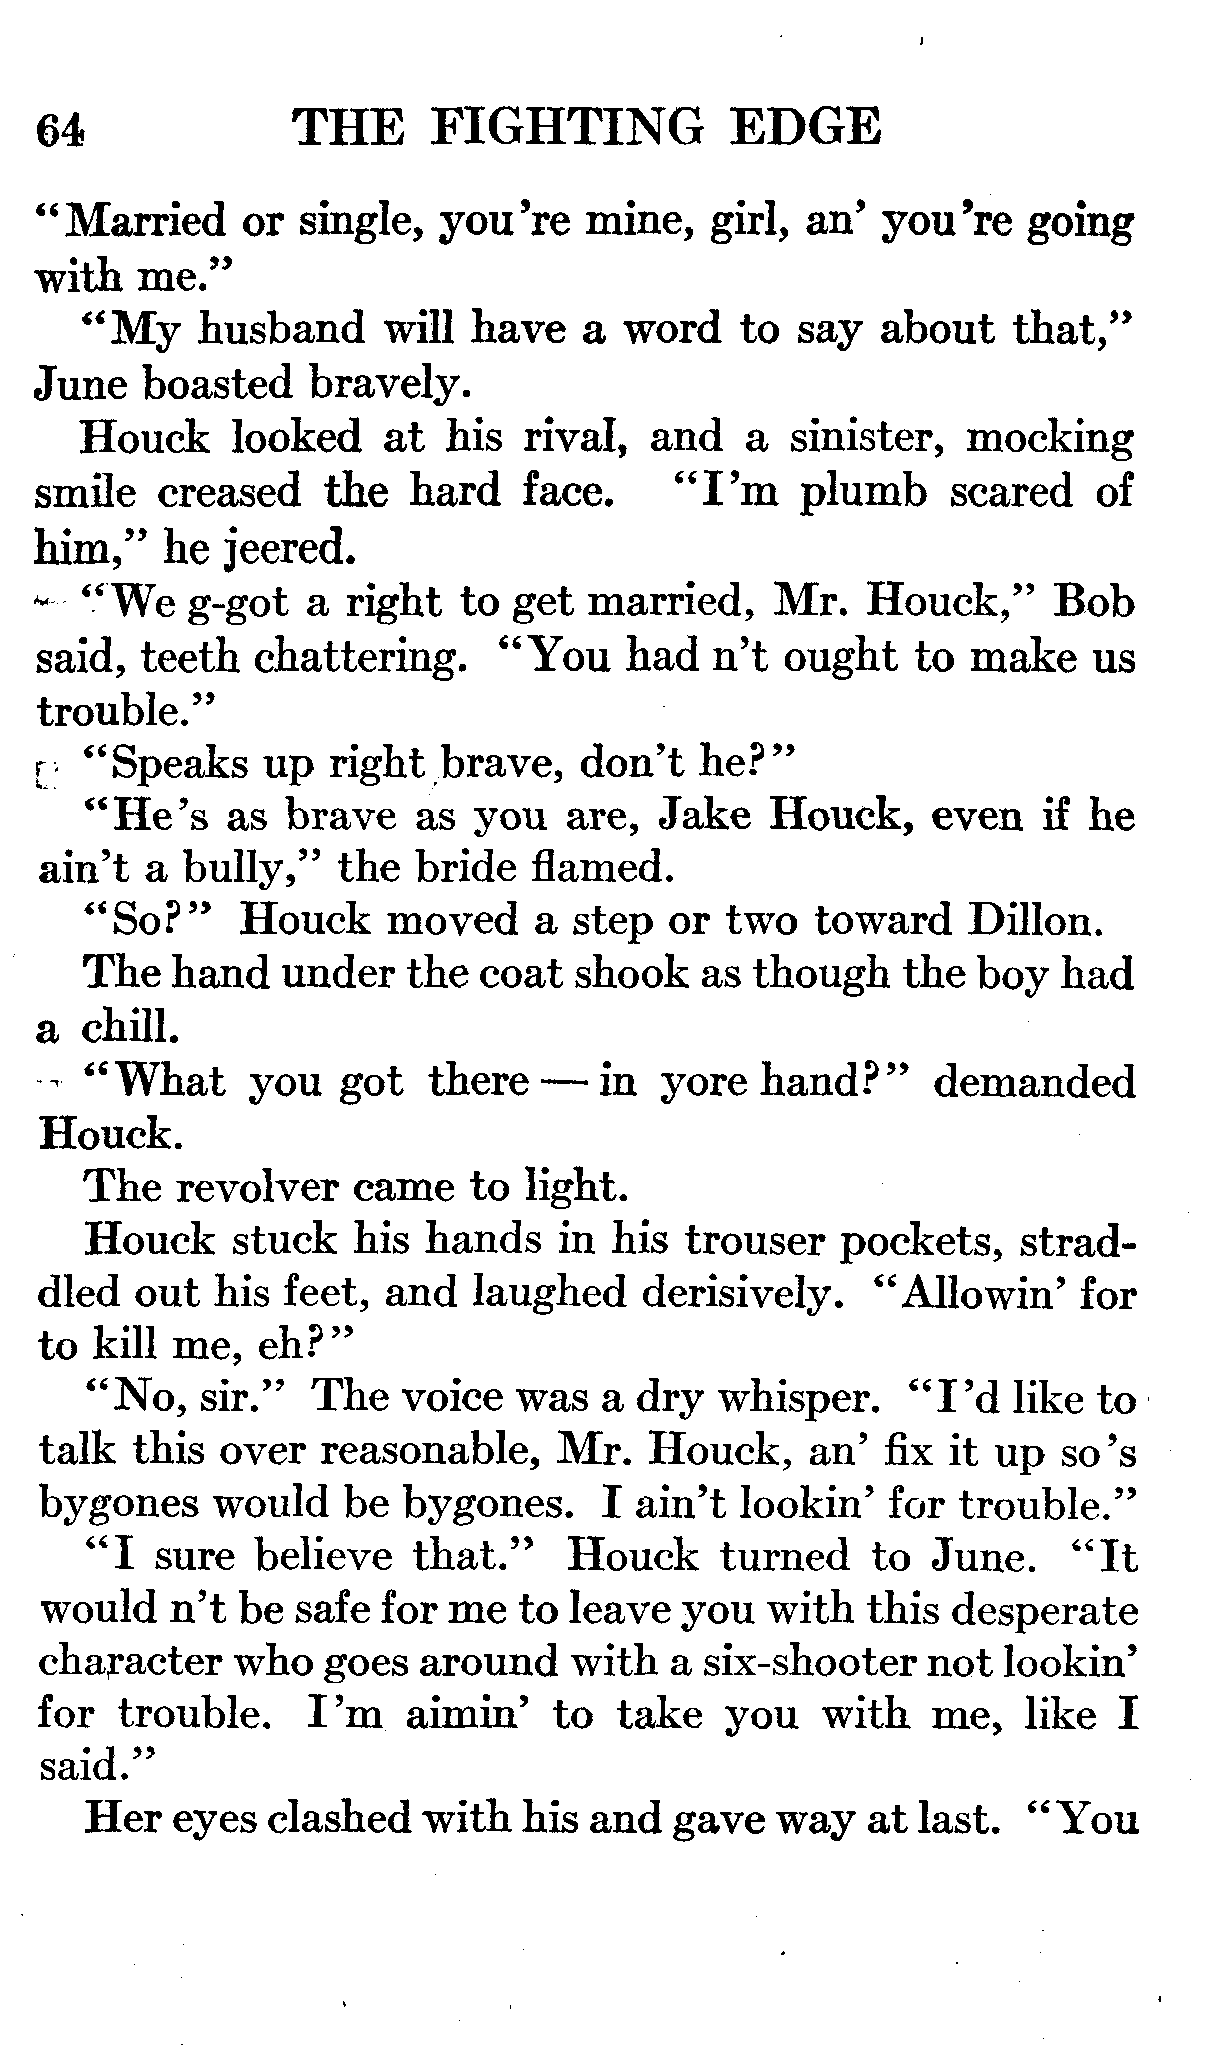 64 THE FIGHTING EDGE
“Married or single, you're mine, girl, an’ you're going
with me.”
“My husband will have a word to say about that,”
June boasted bravely.
Houck looked at his rival, and a sinister, mocking
smile creased the hard face. “I'm plumb scared of
him,” he jeered.
“We g-got a right to get married, Mr. Houck,” Bob
said, teeth chattering. “You had n't ought to make us
trouble.”
“Speaks up right brave, don't he?”
“He's as brave as you are, Jake Houck, even if he
ain't a bully,” the bride flamed.
“So?” Houck moved a step or two toward Dillon.
The hand under the coat shook as though the boy had
a chill.
“What you got there — in yore hand?” demanded
Houck.
The revolver came to light.
Houck stuck his hands in his trouser pockets, strad-
dled out his feet, and laughed derisively. “Allowin’ for
to kill me, eh?”
“No, sir.” The voice was a dry whisper. “I'd like to
talk this over reasonable, Mr. Houck, an’ fix it up so's
bygones would be bygones. I ain't lookin’ for trouble.”
“I sure believe that.” Houck turned to June. “It
would n't be safe for me to leave you with this desperate
character who goes around with a six-shooter not lookin’
for trouble. I'm aimin’ to take you with me, like I
said.”
Her eyes clashed with his and gave way at last. “You